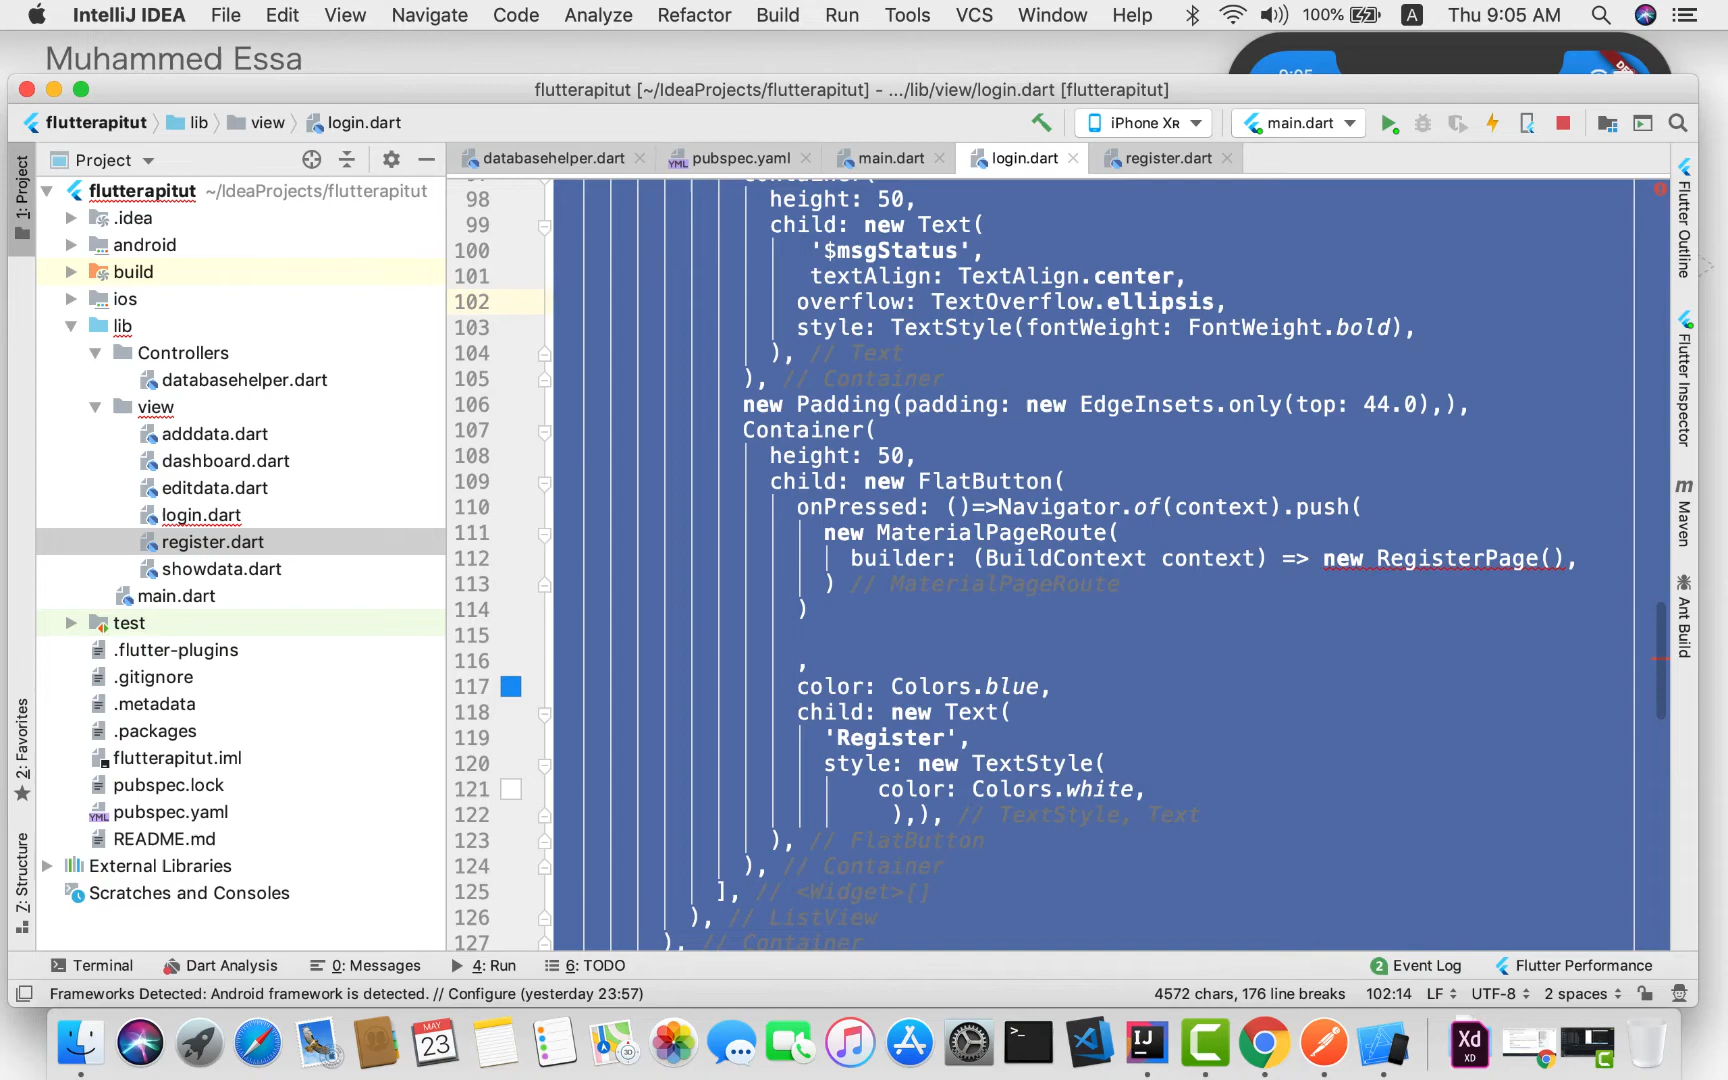 IntelliJ IDEA File Edit View Navigate Code Analyze Refactor Build Run Tools VCS Window Help 100% A Thu 9:05 AM
Muhammed Essa
flutterapitut [~/IdeaProjects/flutterapitut] - .../lib/view/login.dart [flutterapitut]
flutterapitut lib view login.dart iPhone XR main.dart
Project
databasehelper.dart pubspec.yaml main.dart login.dart register.dart
flutterapitut ~/IdeaProjects/flutterapitut
.idea
android
build
ios
lib
Controllers
databasehelper.dart
view
adddata.dart
dashboard.dart
editdata.dart
login.dart
register.dart
showdata.dart
main.dart
test
.flutter-plugins
.gitignore
.metadata
.packages
flutterapitut.iml
pubspec.lock
pubspec.yaml
README.md
External Libraries
Scratches and Consoles
1: Project
2: Favorites
7: Structure
98 height: 50,
99 child: new Text(
100 '$msgStatus',
101 textAlign: TextAlign.center,
102 overflow: TextOverflow.ellipsis,
103 style: TextStyle(fontWeight: FontWeight.bold),
104 ), // Text
105 ), // Container
106 new Padding(padding: new EdgeInsets.only(top: 44.0),),
107 Container(
108 height: 50,
109 child: new FlatButton(
110 onPressed: ()=>Navigator.of(context).push(
111 new MaterialPageRoute(
112 builder: (BuildContext context) => new RegisterPage(),
113 ) // MaterialPageRoute
114 )
115
116 ,
117 color: Colors.blue,
118 child: new Text(
119 'Register',
120 style: new TextStyle(
121 color: Colors.white,
122 ),), // TextStyle, Text
123 ), // FlatButton
124 ), // Container
125 ], // <Widget>[]
126 ), // ListView
127 ), // Container
Flutter Outline
Flutter Inspector
m Maven
Ant Build
Terminal Dart Analysis 0: Messages 4: Run 6: TODO 2 Event Log Flutter Performance
Frameworks Detected: Android framework is detected. // Configure (yesterday 23:57) 4572 chars, 176 line breaks 102:14 LF UTF-8 2 spaces
MAY
23
IJ
Xd
XD